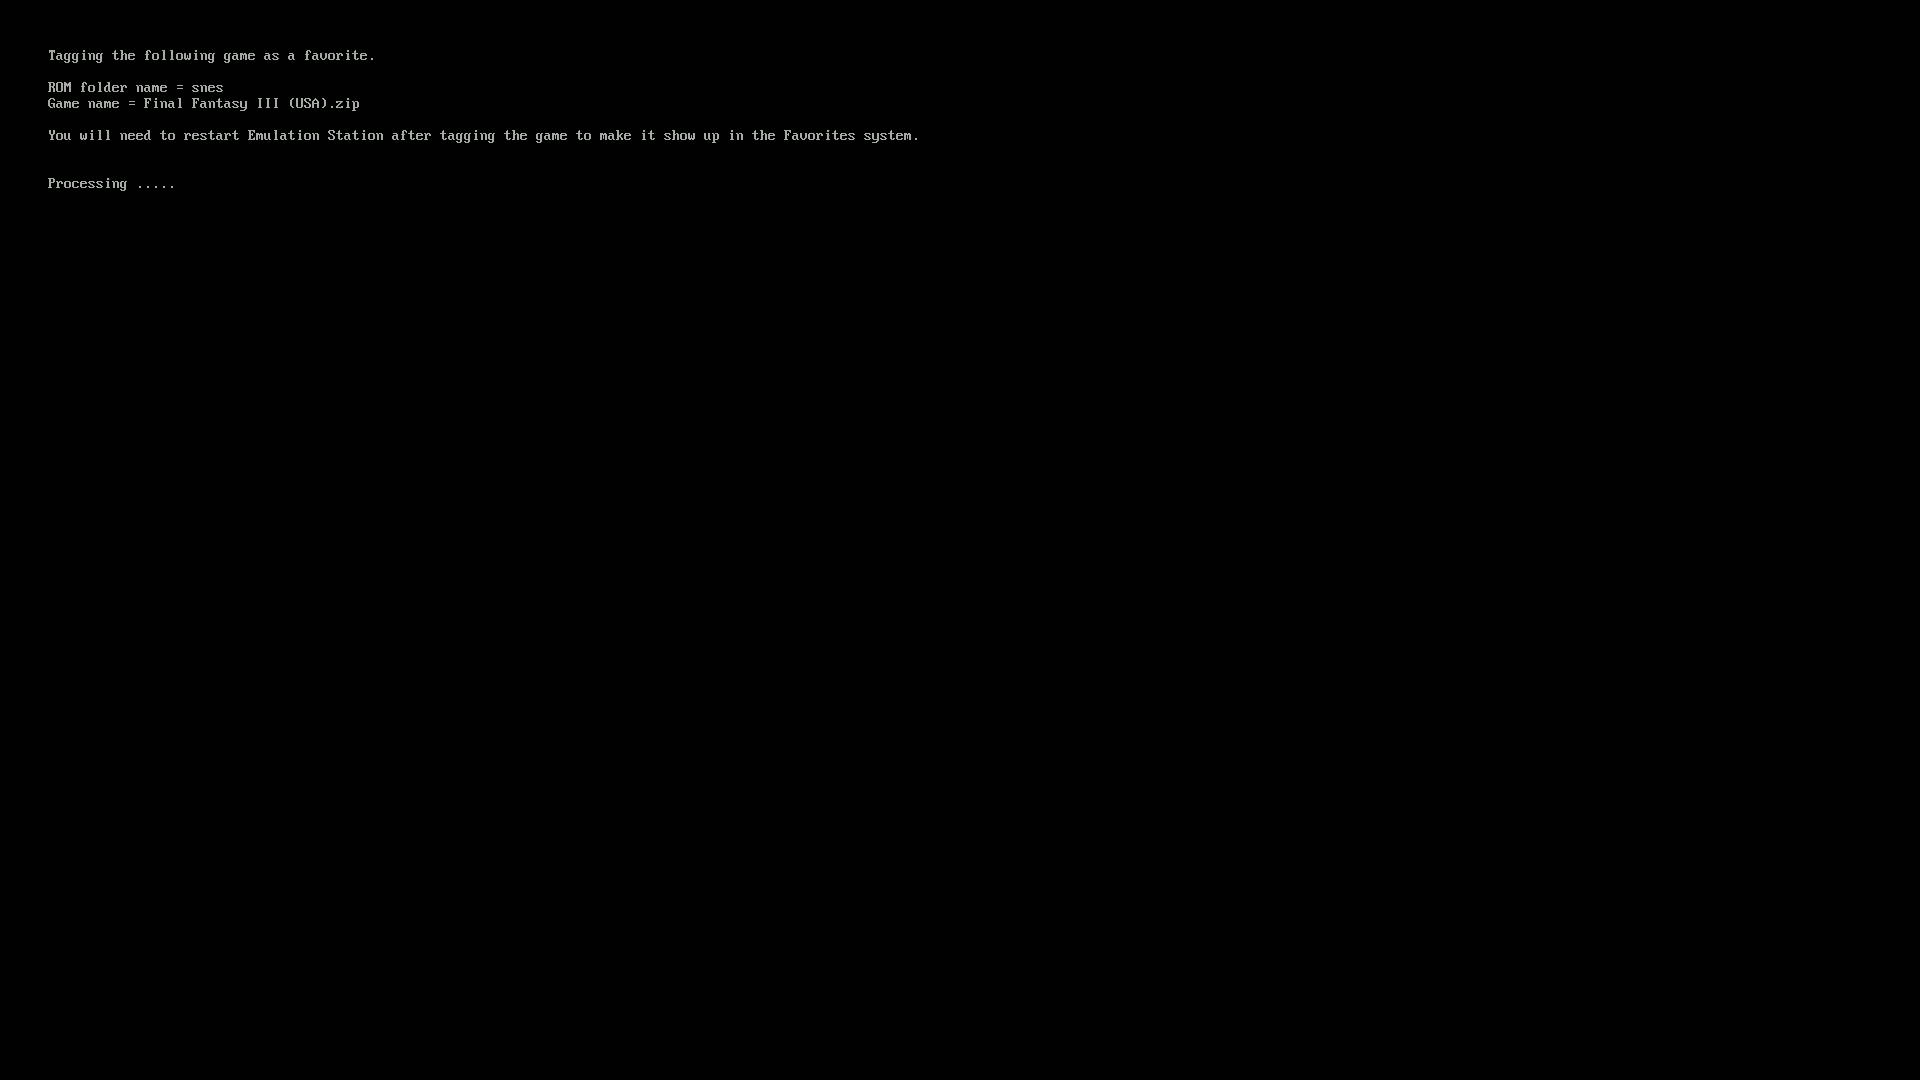 Tagging the following game as a favorite.
ROM folder name = snes
Game name = Final Fantasy III (USA).zip
You will need to restart Emulation Station after tagging the game to make it show up in the Favorites system.
Processing .....